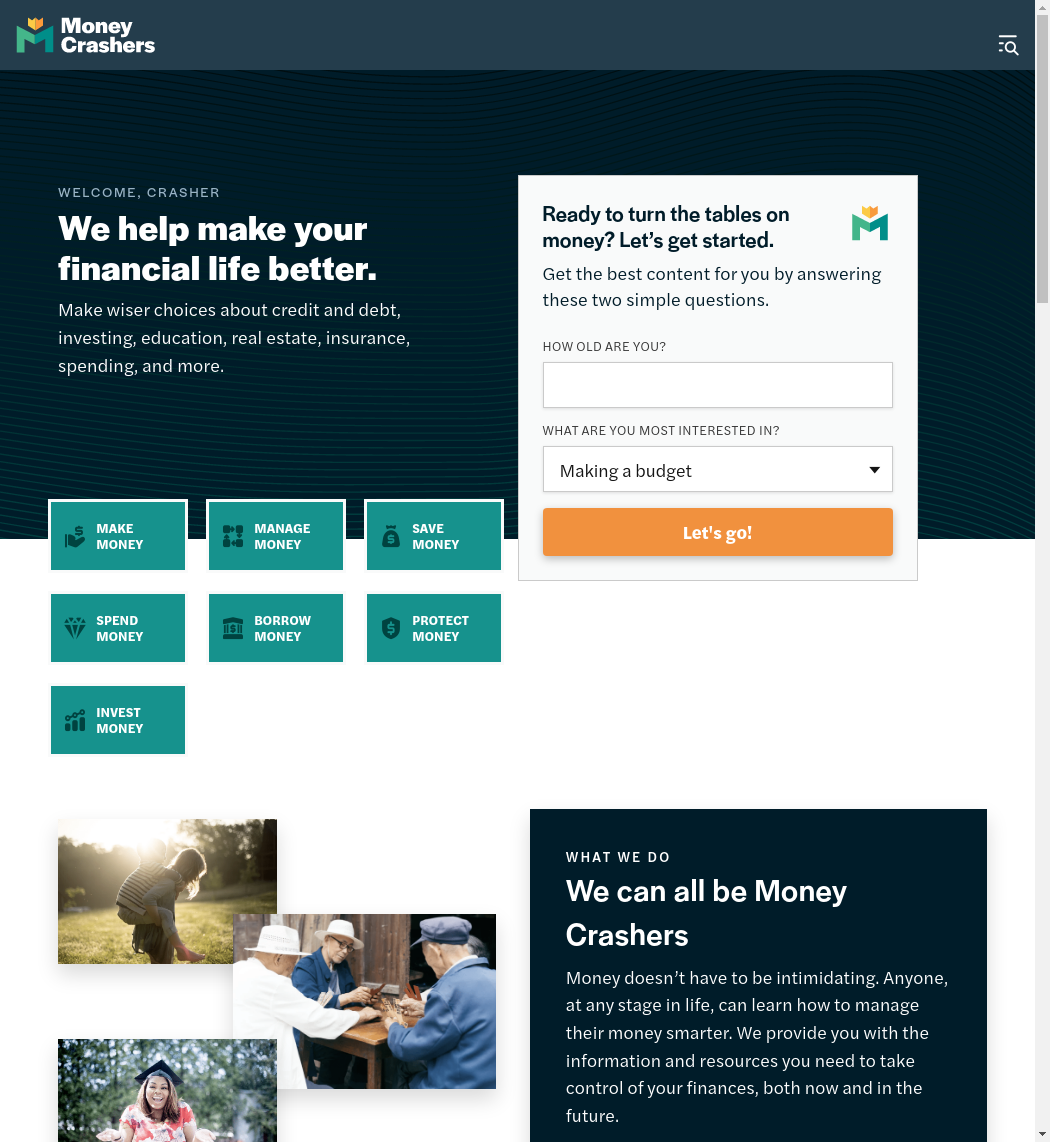 Money
Crashers
WELCOME, CRASHER
We help make your
financial life better.
Make wiser choices about credit and debt,
investing, education, real estate, insurance,
spending, and more.
Ready to turn the tables on
money? Let’s get started.
Get the best content for you by answering
these two simple questions.
HOW OLD ARE YOU?
WHAT ARE YOU MOST INTERESTED IN?
Making a budget
Let's go!
MAKE
MONEY
MANAGE
MONEY
SAVE
MONEY
SPEND
MONEY
BORROW
MONEY
PROTECT
MONEY
INVEST
MONEY
WHAT WE DO
We can all be Money
Crashers
Money doesn’t have to be intimidating. Anyone,
at any stage in life, can learn how to manage
their money smarter. We provide you with the
information and resources you need to take
control of your finances, both now and in the
future.